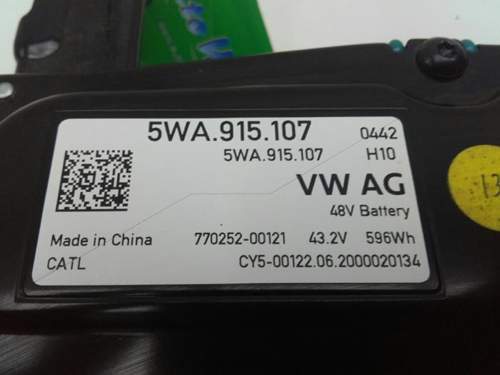 5WA.915.107 0442
5WA.915.107 H10
VW AG
48V Battery
Made in China 770252-00121 43.2V 596Wh
CATL CY5-00122.06.2000020134
13